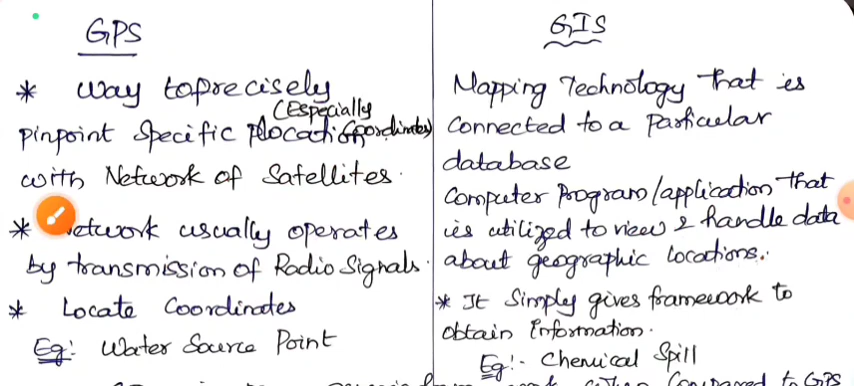 GPS
* Way to precisely
(Especially
Pinpoint Specific location Coordinates)
with Network of Satellites.
* Network usually operates
by transmission of Radio Signals.
* Locate Coordinates
Eg: Water Source Point
GIS
Mapping Technology that is
connected to a Particular
database
Computer Program/application that
is utilized to view & handle data
about geographic locations.
* It Simply gives framework to
obtain Information.
Eg:- Chemical Spill
Compared to GPS